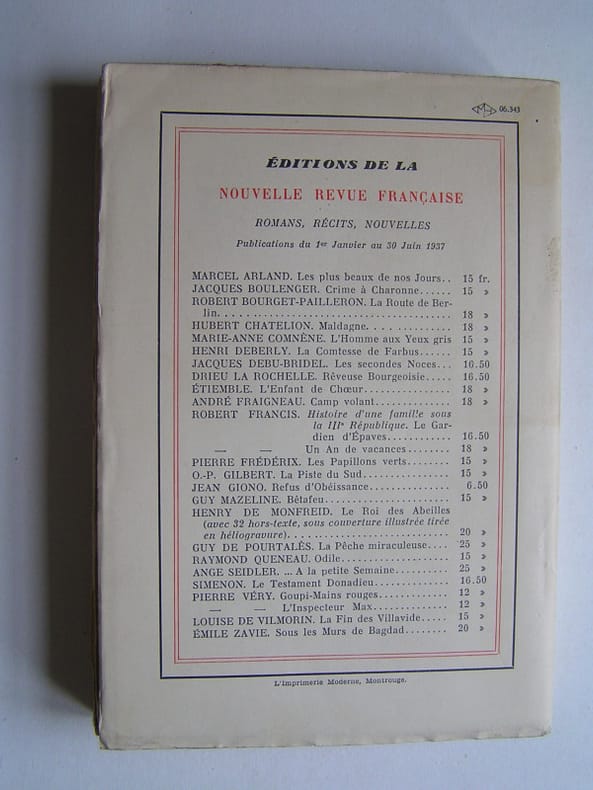 06.343
ÉDITIONS DE LA
NOUVELLE REVUE FRANÇAISE
ROMANS, RÉCITS, NOUVELLES
Publications du 1er Janvier au 30 Juin 1937
MARCEL ARLAND. Les plus beaux de nos Jours.. 15 fr.
JACQUES BOULENGER. Crime à Charonne...... 15 »
ROBERT BOURGET-PAILLERON. La Route de Ber-
lin....................................... 18 »
HUBERT CHATELION. Maldagne............. 18 »
MARIE-ANNE COMNÈNE. L'Homme aux Yeux gris 15 »
HENRI DEBERLY. La Comtesse de Farbus...... 15 »
JACQUES DEBU-BRIDEL. Les secondes Noces... 16.50
DRIEU LA ROCHELLE. Rêveuse Bourgeoisie..... 16.50
ÉTIEMBLE. L'Enfant de Chœur............... 18 »
ANDRÉ FRAIGNEAU. Camp volant............. 18 »
ROBERT FRANCIS. Histoire d'une famille sous
la IIIe République. Le Gar-
dien d'Épaves........... 16.50
— — Un An de vacances........ 18 »
PIERRE FRÉDÉRIX. Les Papillons verts........ 15 »
O.-P. GILBERT. La Piste du Sud............... 15 »
JEAN GIONO. Refus d'Obéissance.............. 6.50
GUY MAZELINE. Bêtafeu..................... 15 »
HENRY DE MONFREID. Le Roi des Abeilles
(avec 32 hors-texte, sous couverture illustrée tirée
en héliogravure)........................... 20 »
GUY DE POURTALÈS. La Pêche miraculeuse.... 25 »
RAYMOND QUENEAU. Odile................... 15 »
ANGE SEIDLER. ... A la petite Semaine......... 25 »
SIMENON. Le Testament Donadieu............. 16.50
PIERRE VÉRY. Goupi-Mains rouges............ 12 »
— — L'Inspecteur Max............. 12 »
LOUISE DE VILMORIN. La Fin des Villavide..... 15 »
ÉMILE ZAVIE. Sous les Murs de Bagdad........ 20 »
L'Imprimerie Moderne, Montrouge.